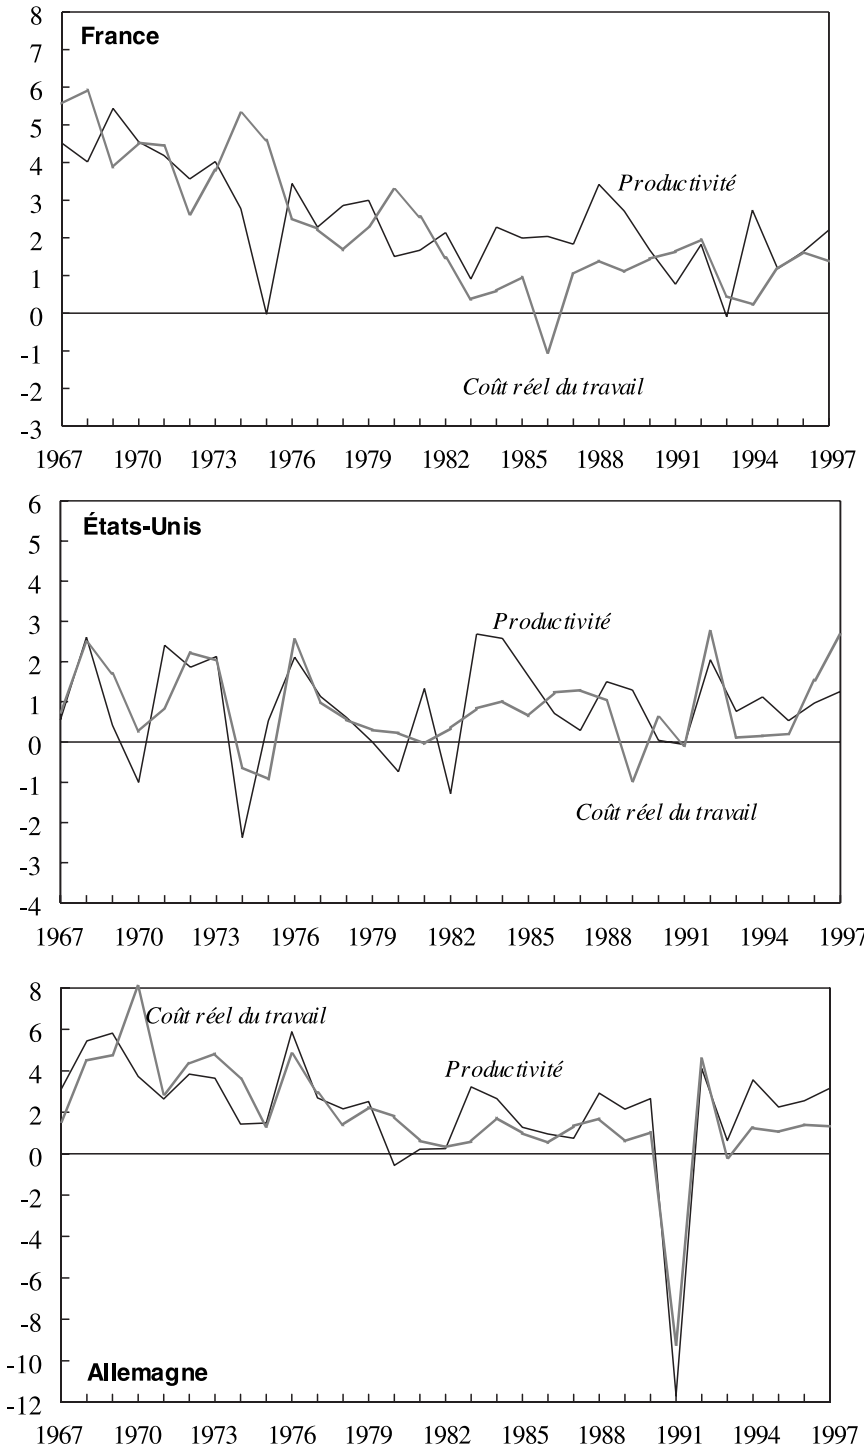 8
France
7
6
5
4
3
Productivité
2
1
0
-1
-2
Coût réel du travail
-3
1967 1970 1973 1976 1979 1982 1985 1988 1991 1994 1997
6
États-Unis
5
4
3
Productivité
2
1
0
-1
Coût réel du travail
-2
-3
-4
1967 1970 1973 1976 1979 1982 1985 1988 1991 1994 1997
8
Coût réel du travail
6
Productivité
4
2
0
-2
-4
-6
-8
-10
Allemagne
-12
1967 1970 1973 1976 1979 1982 1985 1988 1991 1994 1997